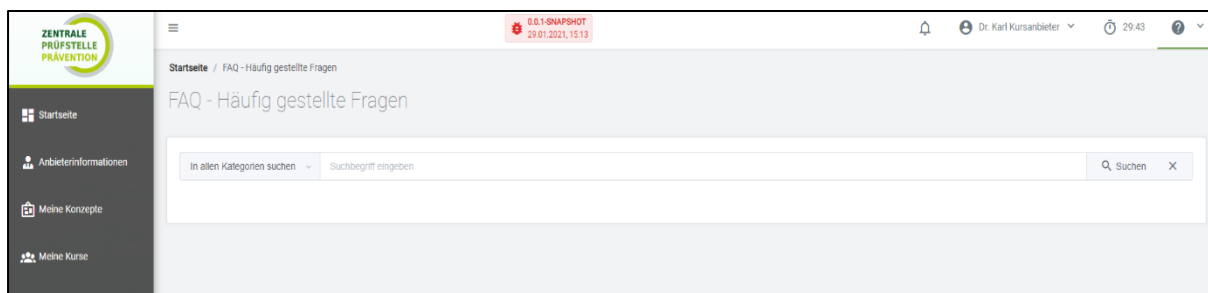 ZENTRALE
PRÜFSTELLE
PRÄVENTION
0.0.1-SNAPSHOT
29.01.2021, 15:13
Dr. Karl Kursanbieter
29:43
Startseite / FAQ - Häufig gestellte Fragen
FAQ - Häufig gestellte Fragen
Startseite
Anbieterinformationen
Meine Konzepte
Meine Kurse
In allen Kategorien suchen
Suchbegriff eingeben
Suchen